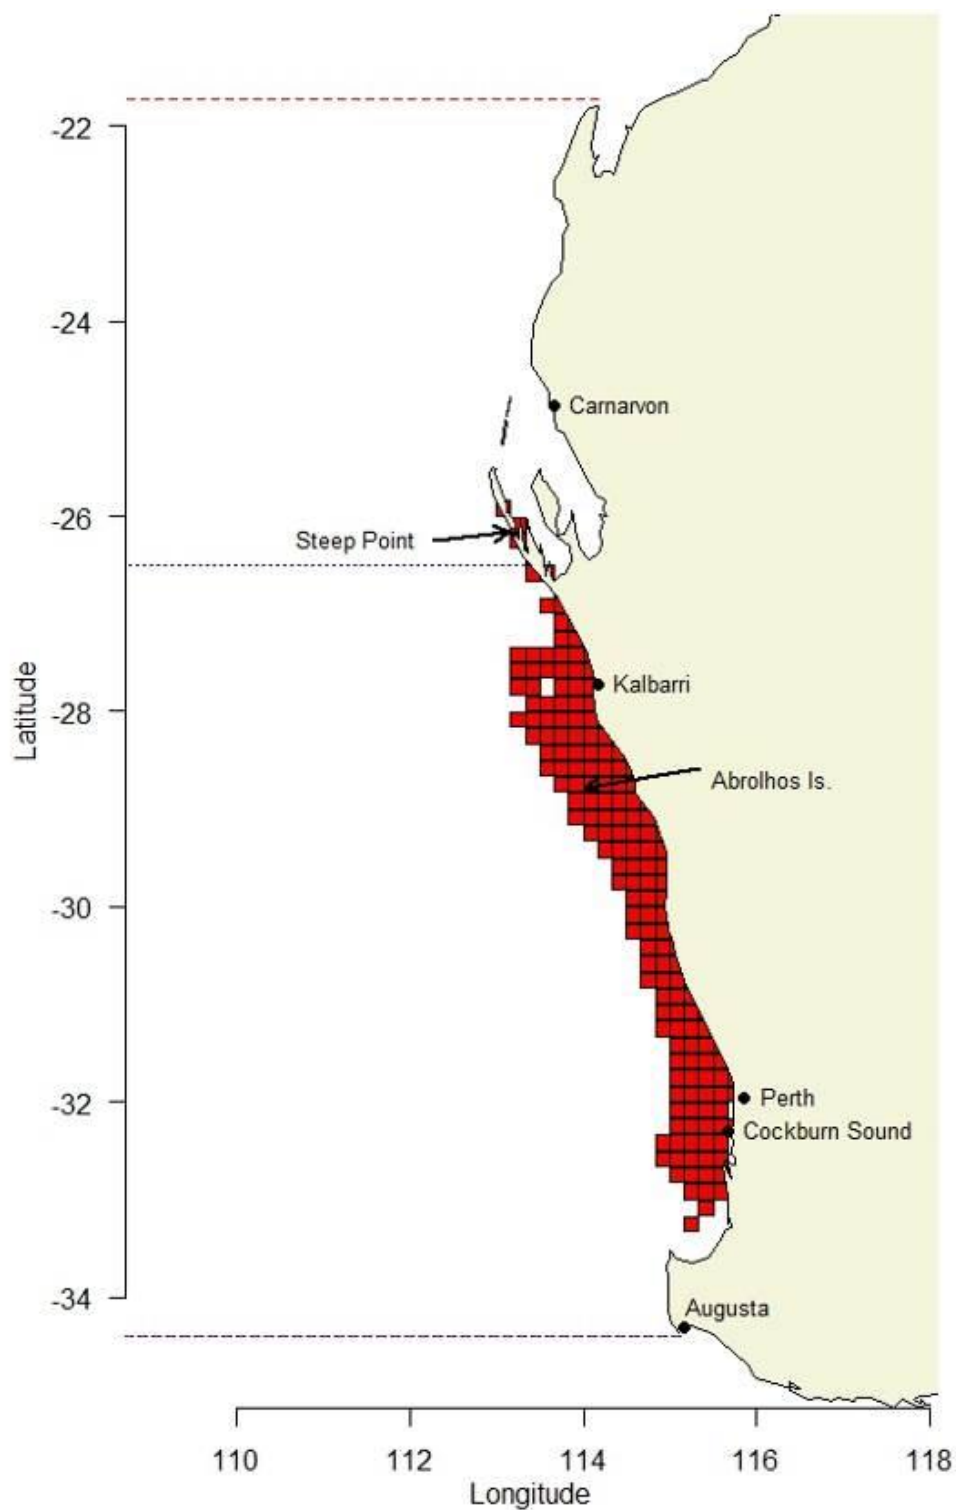 -22
-24
Carnarvon
-26
Steep Point
Kalbarri
Latitude
-28
Abrolhos Is.
-30
-32
Perth
Cockburn Sound
-34
Augusta
110 112 114 116 118
Longitude